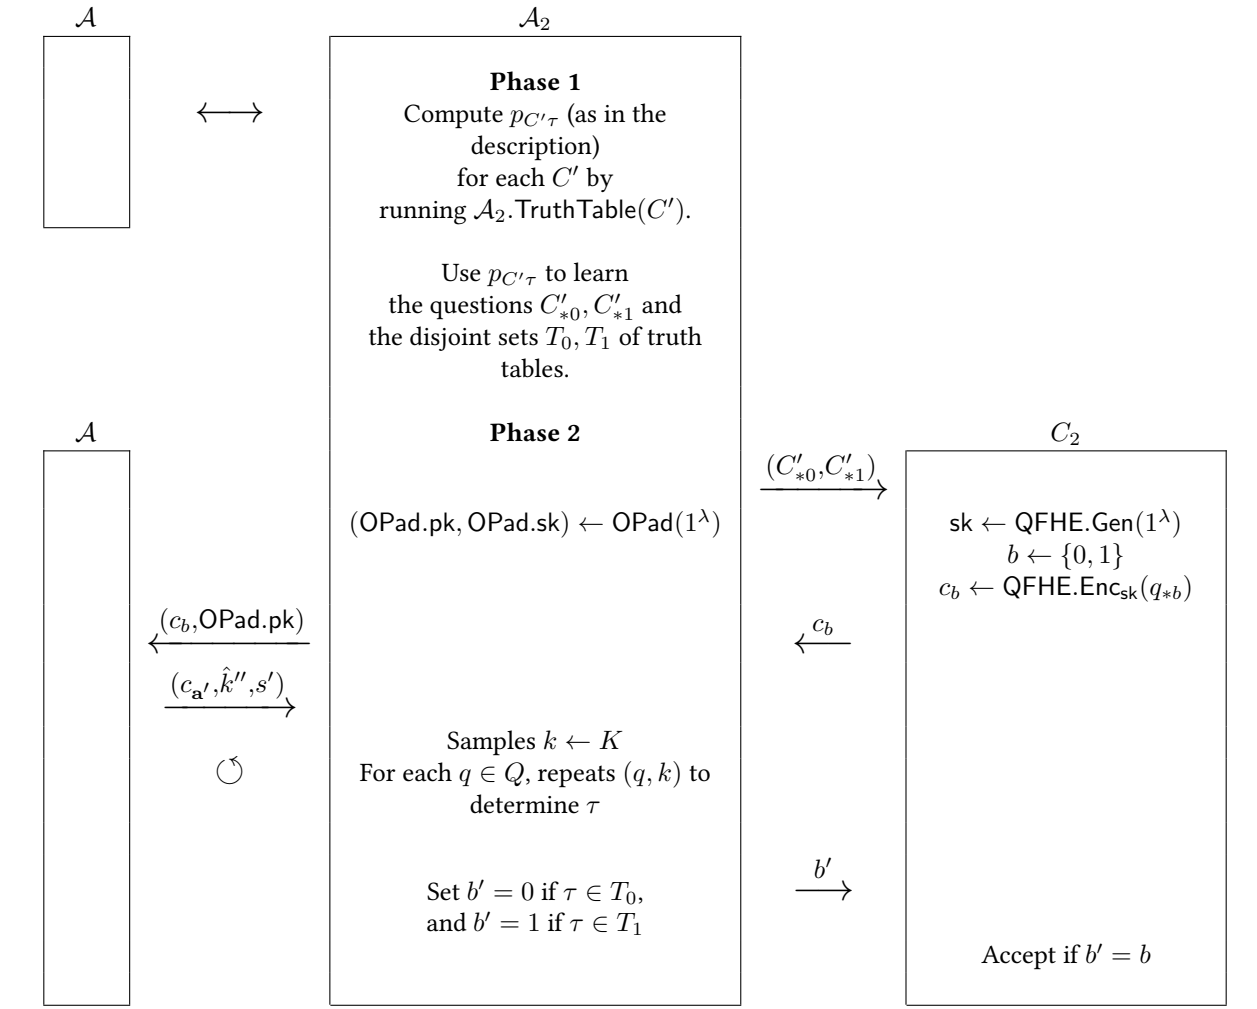 𝒜
𝒜₂
Phase 1
Compute p_{C′τ} (as in the
description)
for each C′ by
running 𝒜₂.TruthTable(C′).
Use p_{C′τ} to learn
the questions C′_{*0}, C′_{*1} and
the disjoint sets T₀, T₁ of truth
tables.
𝒜
Phase 2
C₂
(C′_{*0},C′_{*1})
(OPad.pk, OPad.sk) ← OPad(1^λ)
sk ← QFHE.Gen(1^λ)
b ← {0, 1}
c_b ← QFHE.Enc_{sk}(q_{*b})
(c_b,OPad.pk)
c_b
(c_{𝐚′},k̂′′,s′)
Samples k ← K
For each q ∈ Q, repeats (q, k) to
determine τ
b′
Set b′ = 0 if τ ∈ T₀,
and b′ = 1 if τ ∈ T₁
Accept if b′ = b